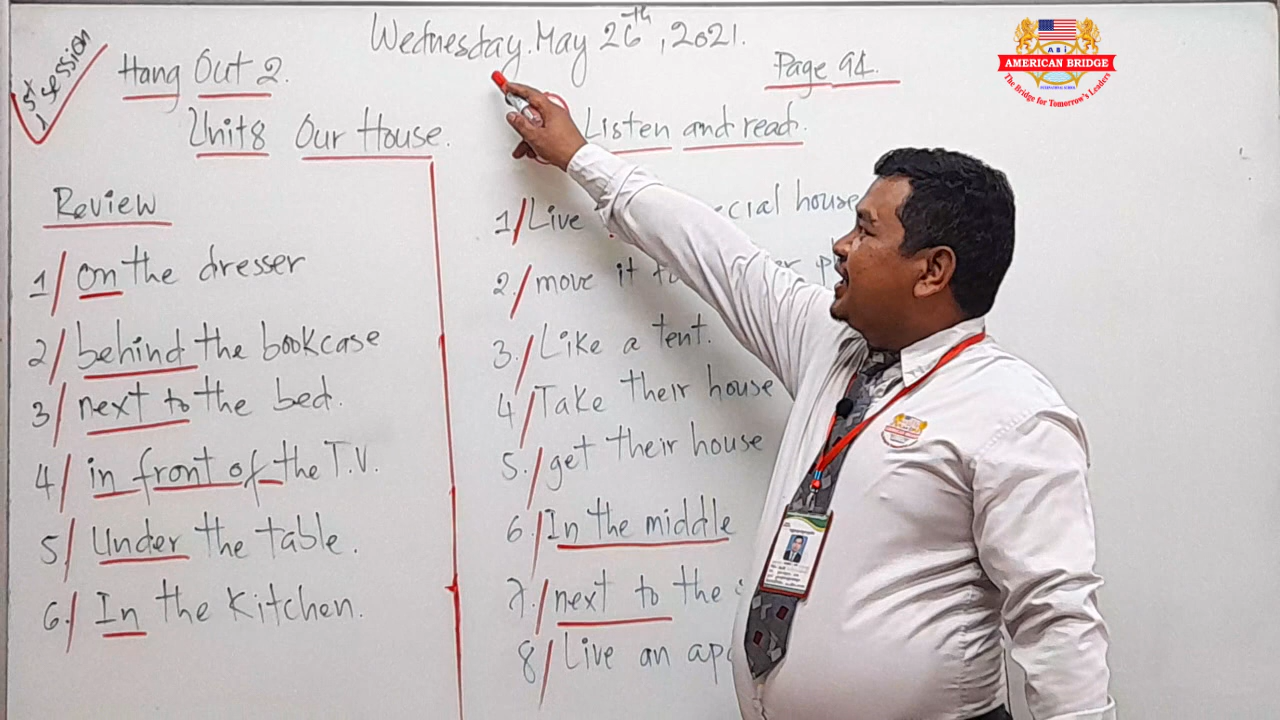 Wednesday. May 26th, 2021.
session
Hang Out 2.
Page 94.
Unit 8 Our House.
Listen and read.
Review
1/ on the dresser
2/ behind the bookcase
3/ next to the bed.
4/ in front of the T.V.
5/ Under the table.
6./ In the Kitchen.
1/ Live house
2./ move it
3./ Like a tent.
4/ Take their house
5./ get their house
6./ In the middle
7./ next to the
8/ Live an
ABi
AMERICAN BRIDGE
INTERNATIONAL SCHOOL
The Bridge for Tomorrow's Leaders